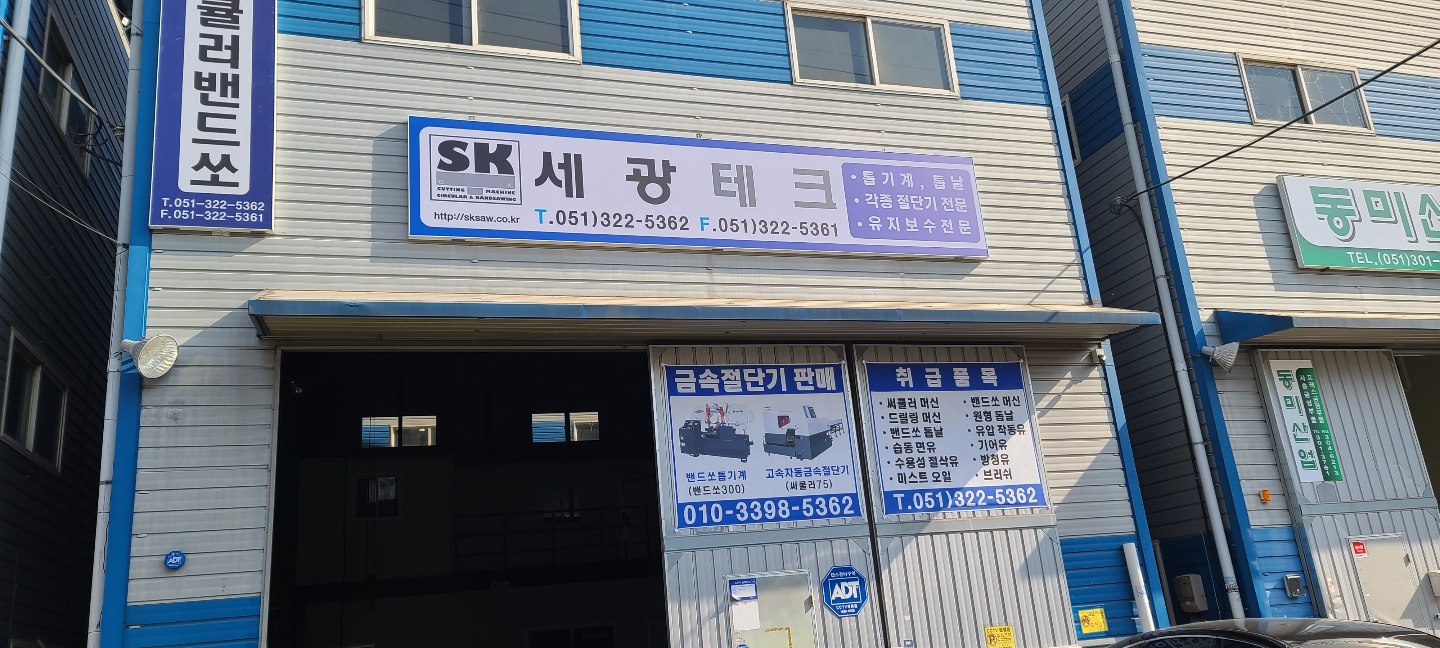 큘러밴드쏘
T.051-322-5362
F.051-322-5361
SK
CUTTING MACHINE
CIRCULAR & BANDSAWING
http://sksaw.co.kr
세광테크
T.051)322-5362 F.051)322-5361
• 톱기계, 톱날
• 각종 절단기 전문
• 유지보수전문
금속절단기 판매
밴드쏘톱기계
(밴드쏘300)
고속자동금속절단기
(써쿨러75)
010-3398-5362
취급품목
• 써쿨러 머신
• 드릴링 머신
• 밴드쏘 톱날
• 습동면유
• 수용성 절삭유
• 미스트 오일
• 밴드쏘 머신
• 원형 톱날
• 유압 작동유
• 기어유
• 방청유
• 브러쉬
T.051)322-5362
ADT
ADT
동미산
TEL.(051)301-
동미산업